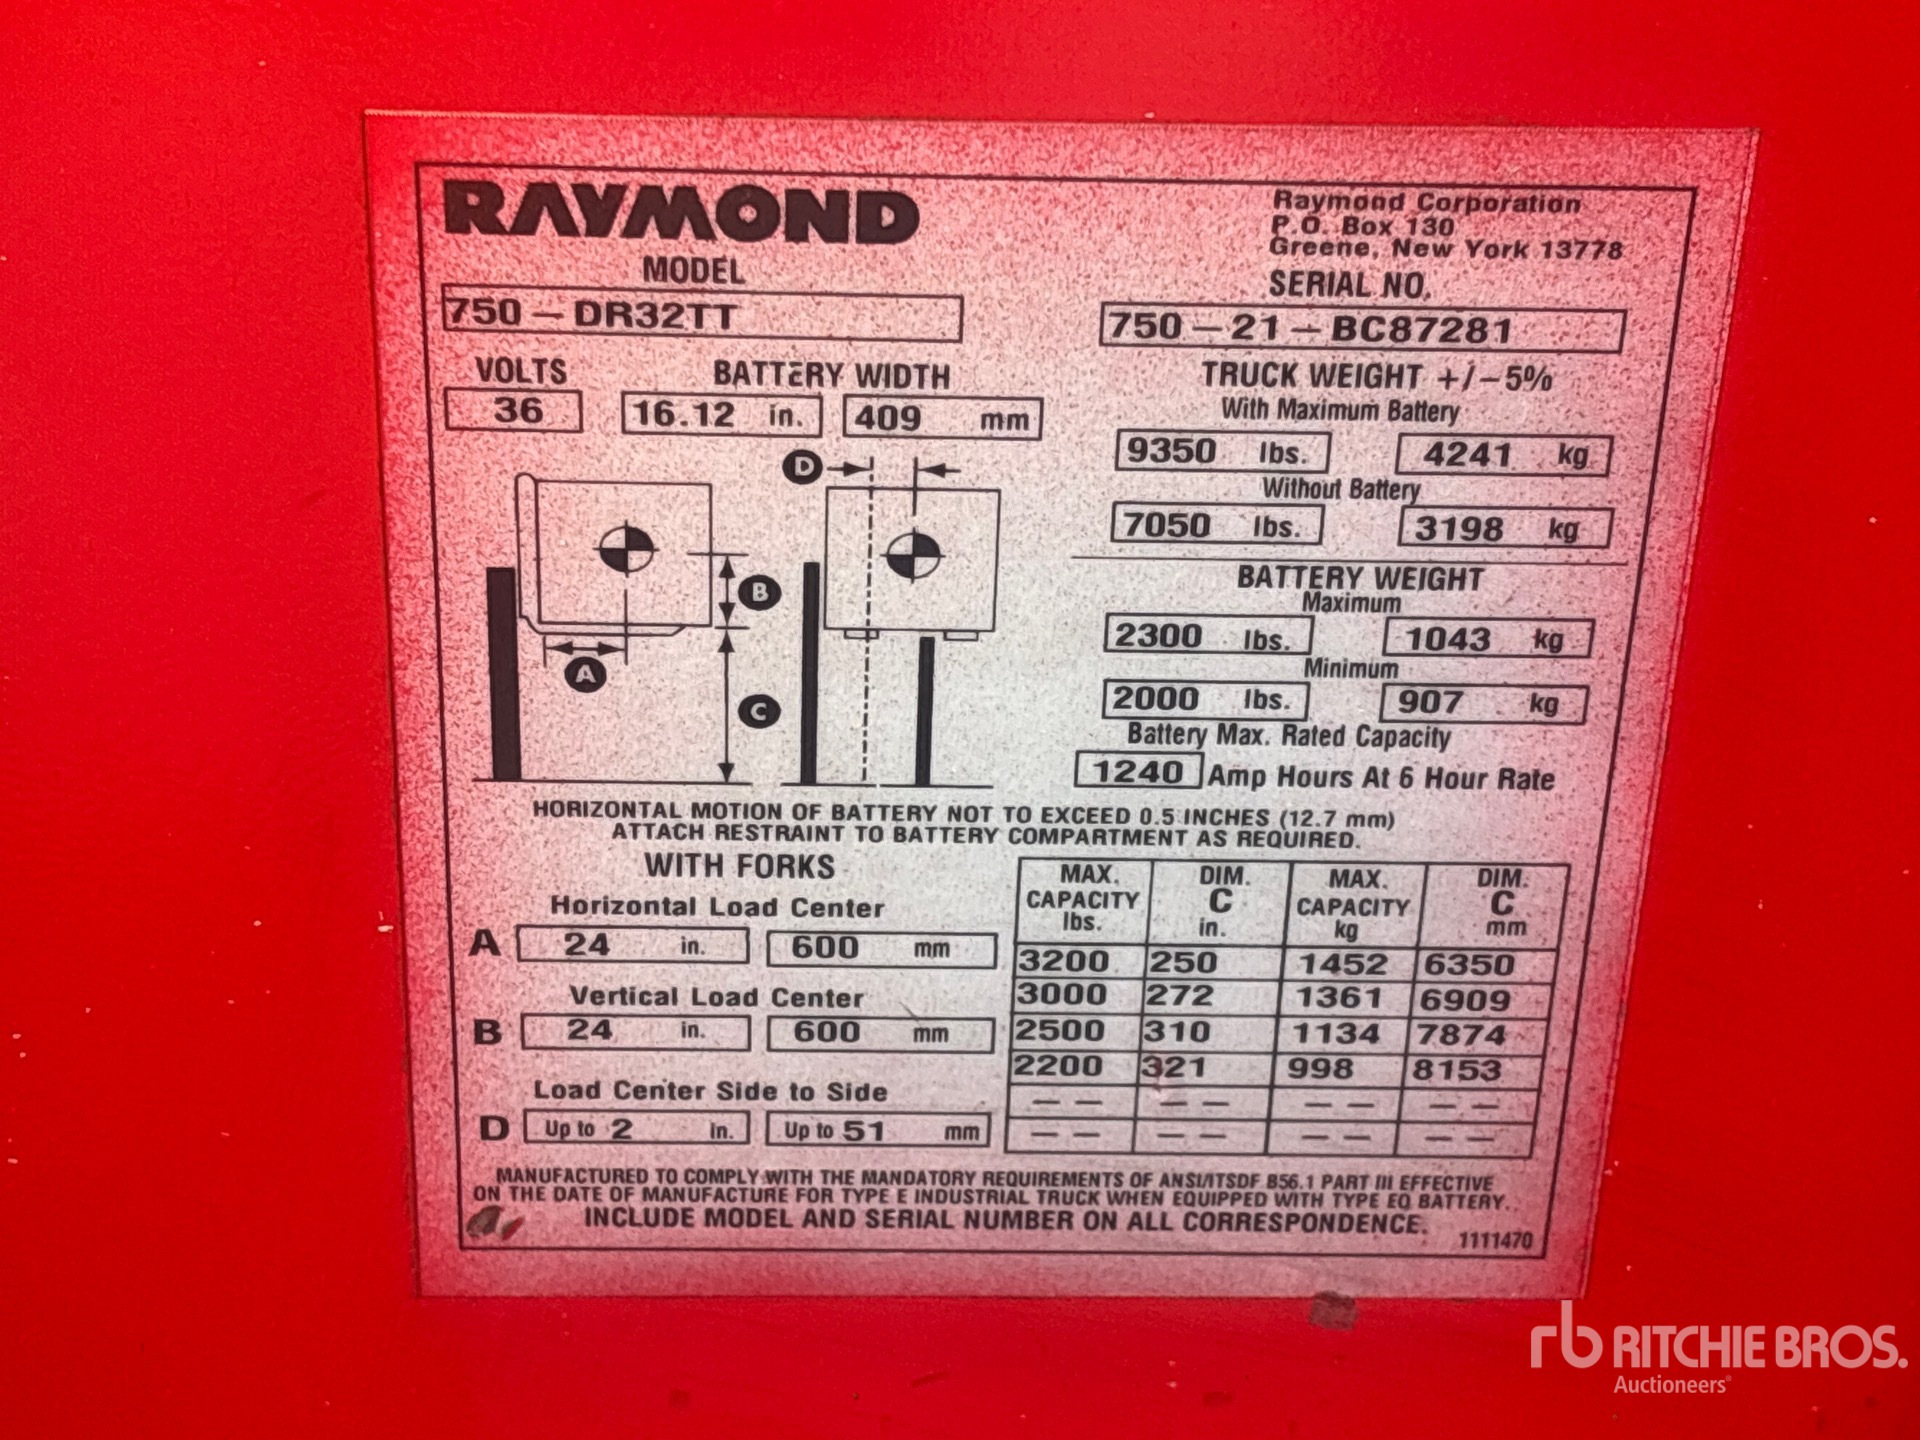 RAYMOND
Raymond Corporation
P.O. Box 130
Greene, New York 13778
MODEL
750 - DR32TT
SERIAL NO.
750 - 21 - BC87281
VOLTS
36
BATTERY WIDTH
16.12 in. 409 mm
TRUCK WEIGHT +/-5%
With Maximum Battery
9350 lbs. 4241 kg
Without Battery
7050 lbs. 3198 kg
D
B
A
C
BATTERY WEIGHT
Maximum
2300 lbs. 1043 kg
Minimum
2000 lbs. 907 kg
Battery Max. Rated Capacity
1240 Amp Hours At 6 Hour Rate
HORIZONTAL MOTION OF BATTERY NOT TO EXCEED 0.5 INCHES (12.7 mm)
ATTACH RESTRAINT TO BATTERY COMPARTMENT AS REQUIRED.
WITH FORKS
Horizontal Load Center
A 24 in. 600 mm
Vertical Load Center
B 24 in. 600 mm
Load Center Side to Side
D Up to 2 in. Up to 51 mm
MAX. CAPACITY lbs. DIM. C in. MAX. CAPACITY kg DIM. C mm
3200 250 1452 6350
3000 272 1361 6909
2500 310 1134 7874
2200 321 998 8153
— — — — — — — —
— — — — — — — —
MANUFACTURED TO COMPLY WITH THE MANDATORY REQUIREMENTS OF ANSI/ITSDF B56.1 PART III EFFECTIVE
ON THE DATE OF MANUFACTURE FOR TYPE E INDUSTRIAL TRUCK WHEN EQUIPPED WITH TYPE EO BATTERY.
INCLUDE MODEL AND SERIAL NUMBER ON ALL CORRESPONDENCE.
1111470
rb RITCHIE BROS.
Auctioneers